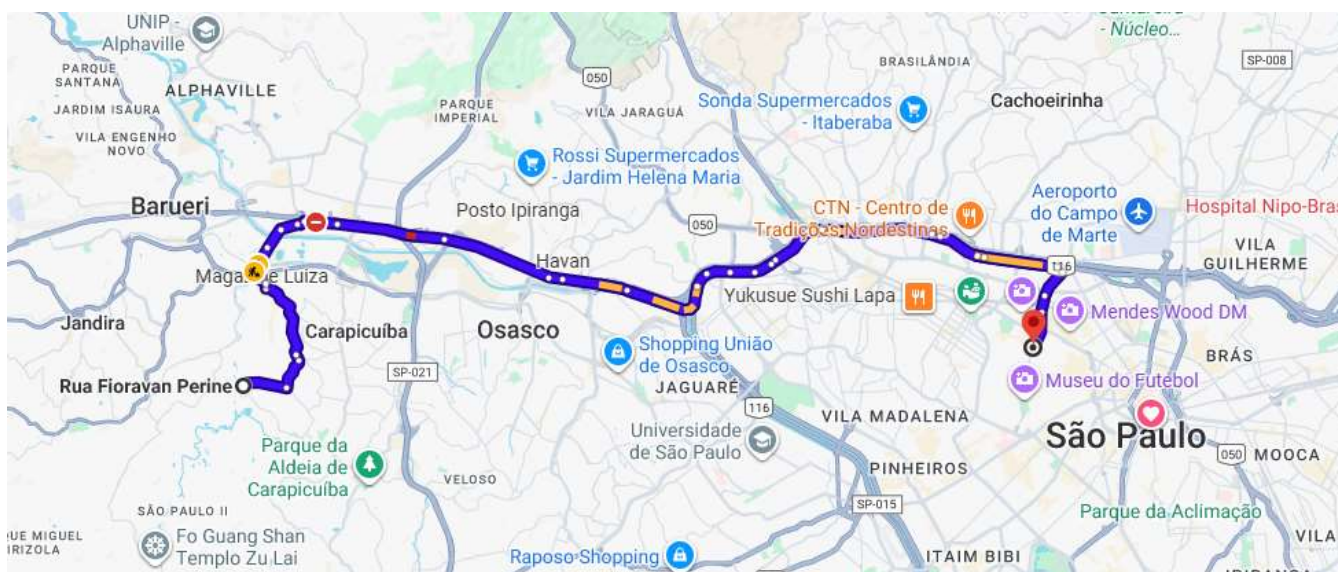 UNIP -
Alphaville
Cantareira
- Núcleo...
050
BRASILÂNDIA
SP-008
PARQUE
SANTANA
ALPHAVILLE
PARQUE
IMPERIAL
VILA JARAGUÁ
Sonda Supermercados
- Itaberaba
Cachoeirinha
JARDIM ISAURA
VILA ENGENHO
NOVO
Rossi Supermercados
- Jardim Helena Maria
Barueri
Posto Ipiranga
050
CTN - Centro de
Tradições Nordestinas
Aeroporto
do Campo
de Marte
Hospital Nipo-Bras
VILA
GUILHERME
116
Havan
Yukusue Sushi Lapa
Jandira
Carapicuíba
Osasco
Mendes Wood DM
Shopping União
de Osasco
BRÁS
SP-021
JAGUARÉ
Rua Fioravan Perine
Museu do Futebol
116
VILA MADALENA
São Paulo
Universidade
de São Paulo
050
MOOCA
Parque da
Aldeia de
Carapicuíba
VELOSO
PINHEIROS
SÃO PAULO II
SP-015
Parque da Aclimação
QUE MIGUEL
IRIZOLA
Fo Guang Shan
Templo Zu Lai
Raposo Shopping
ITAIM BIBI
VILA